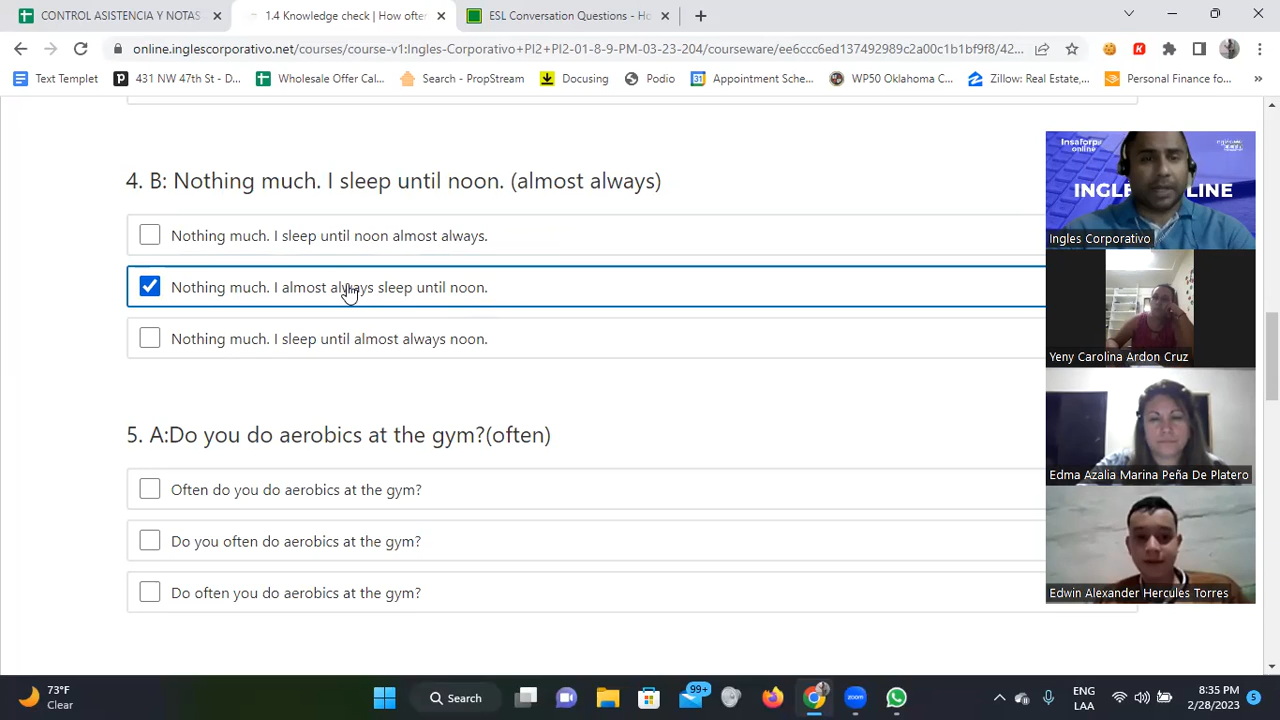 CONTROL ASISTENCIA Y NOTAS
1.4 Knowledge check | How ofte
ESL Conversation Questions - Ho
online.inglescorporativo.net/courses/course-v1:Ingles-Corporativo+PI2+PI2-01-8-9-PM-03-23-204/courseware/ee6ccc6ed137492989c2a00c1b1bf9f8/42...
Text Templet
431 NW 47th St - D...
Wholesale Offer Cal...
Search - PropStream
Docusing
Podio
Appointment Sche...
WP50 Oklahoma C...
Zillow: Real Estate,...
Personal Finance fo...
»
4. B: Nothing much. I sleep until noon. (almost always)
Nothing much. I sleep until noon almost always.
Nothing much. I almost always sleep until noon.
Nothing much. I sleep until almost always noon.
5. A:Do you do aerobics at the gym?(often)
Often do you do aerobics at the gym?
Do you often do aerobics at the gym?
Do often you do aerobics at the gym?
Insaforp
online
INGLÉ LINE
Ingles Corporativo
Yeny Carolina Ardon Cruz
Edma Azalia Marina Peña De Platero
Edwin Alexander Hercules Torres
73°F
Clear
Search
99+
ENG
LAA
8:35 PM
2/28/2023
5